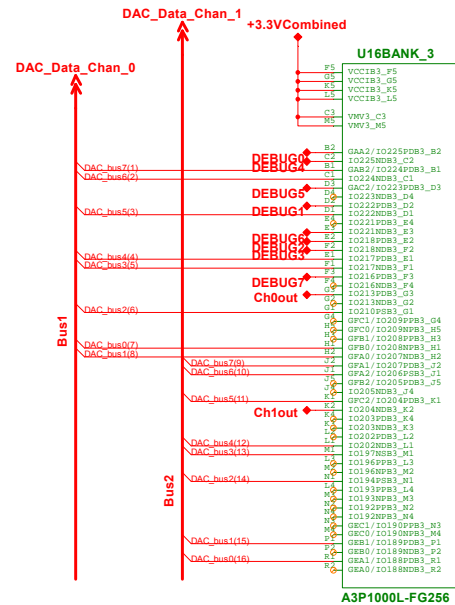 DAC_Data_Chan_1
+3.3VCombined
U16BANK_3
DAC_Data_Chan_0
F5 VCCIB3_F5
G5 VCCIB3_G5
K5 VCCIB3_K5
L5 VCCIB3_L5
C3 VMV3_C3
M5 VMV3_M5
B2 GAA2/IO225PDB3_B2
DEBUG0 C2 IO225NDB3_C2
DAC_bus7(1) DEBUG4 B1 GAB2/IO224PDB3_B1
DAC_bus6(2) C1 IO224NDB3_C1
D3 GAC2/IO223PDB3_D3
DEBUG5 D4 IO223NDB3_D4
D2 IO222PDB3_D2
DAC_bus5(3) DEBUG1 D1 IO222NDB3_D1
E4 IO221PDB3_E4
E3 IO221NDB3_E3
DEBUG6 E2 IO218PDB3_E2
DEBUG2 F2 IO218NDB3_F2
DAC_bus4(4) DEBUG3 E1 IO217PDB3_E1
DAC_bus3(5) F1 IO217NDB3_F1
F3 IO216PDB3_F3
DEBUG7 F4 IO216NDB3_F4
Ch0out G3 IO213PDB3_G3
G2 IO213NDB3_G2
DAC_bus2(6) G1 IO210PSB3_G1
G4 GFC1/IO209PPB3_G4
H5 GFC0/IO209NPB3_H5
H3 GFB1/IO208PPB3_H3
DAC_bus0(7) H1 GFB0/IO208NPB3_H1
DAC_bus1(8) H2 GFA0/IO207NDB3_H2
DAC_bus7(9) J2 GFA1/IO207PDB3_J2
DAC_bus6(10) J1 GFA2/IO206PSB3_J1
J5 GFB2/IO205PDB3_J5
J4 IO205NDB3_J4
DAC_bus5(11) K1 GFC2/IO204PDB3_K1
Ch1out K2 IO204NDB3_K2
K4 IO203PDB3_K4
K3 IO203NDB3_K3
L2 IO202PDB3_L2
DAC_bus4(12) L1 IO202NDB3_L1
DAC_bus3(13) M1 IO197NSB3_M1
L3 IO196PPB3_L3
M2 IO196NPB3_M2
DAC_bus2(14) N1 IO194PSB3_N1
L4 IO193PPB3_L4
M3 IO193NPB3_M3
N2 IO192PPB3_N2
N4 IO192NPB3_N4
N3 GEC1/IO190PPB3_N3
M4 GEC0/IO190NPB3_M4
DAC_bus1(15) P1 GEB1/IO189PDB3_P1
P2 GEB0/IO189NDB3_P2
DAC_bus0(16) R1 GEA1/IO188PDB3_R1
R2 GEA0/IO188NDB3_R2
Bus1
Bus2
A3P1000L-FG256